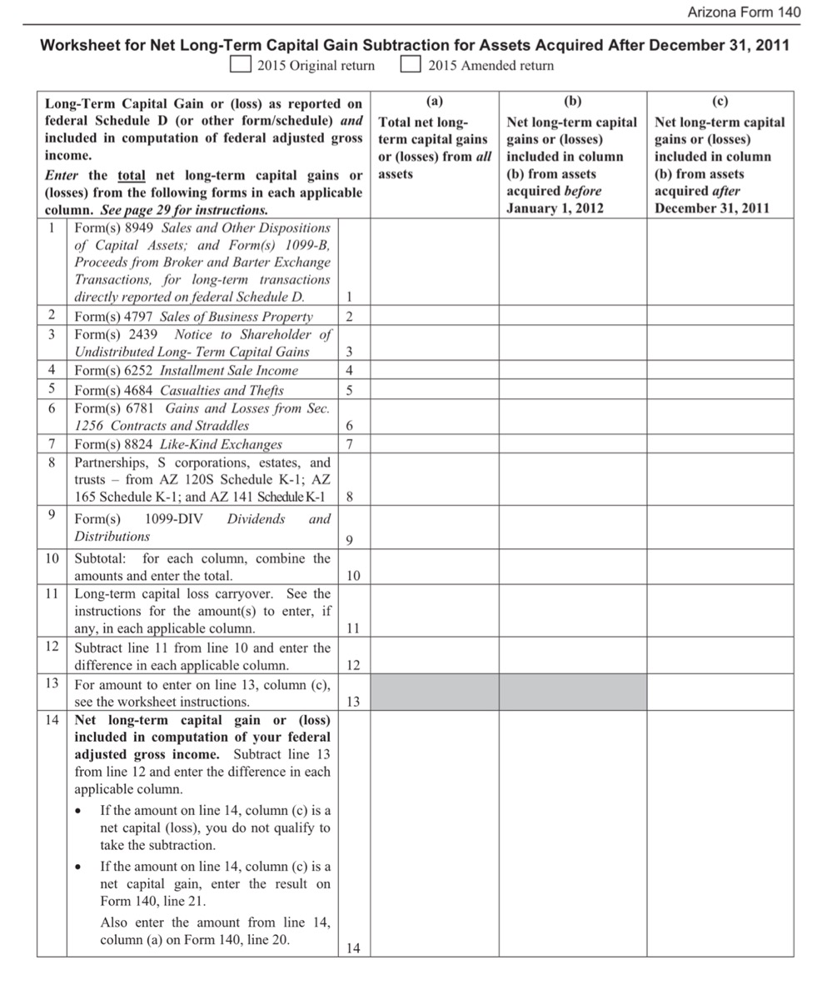 Arizona Form 140
Worksheet for Net Long-Term Capital Gain Subtraction for Assets Acquired After December 31, 2011
2015 Original return 2015 Amended return
Long-Term Capital Gain or (loss) as reported on
federal Schedule D (or other form/schedule) and
included in computation of federal adjusted gross
income.
Enter the total net long-term capital gains or
(losses) from the following forms in each applicable
column. See page 29 for instructions.
(a)
Total net long-
term capital gains
or (losses) from all
assets
(b)
Net long-term capital
gains or (losses)
included in column
(b) from assets
acquired before
January 1, 2012
(c)
Net long-term capital
gains or (losses)
included in column
(b) from assets
acquired after
December 31, 2011
1 Form(s) 8949 Sales and Other Dispositions
of Capital Assets; and Form(s) 1099-B,
Proceeds from Broker and Barter Exchange
Transactions, for long-term transactions
directly reported on federal Schedule D. 1
2 Form(s) 4797 Sales of Business Property 2
3 Form(s) 2439 Notice to Shareholder of
Undistributed Long- Term Capital Gains 3
4 Form(s) 6252 Installment Sale Income 4
5 Form(s) 4684 Casualties and Thefts 5
6 Form(s) 6781 Gains and Losses from Sec.
1256 Contracts and Straddles 6
7 Form(s) 8824 Like-Kind Exchanges 7
8 Partnerships, S corporations, estates, and
trusts – from AZ 120S Schedule K-1; AZ
165 Schedule K-1; and AZ 141 Schedule K-1 8
9 Form(s) 1099-DIV Dividends and
Distributions 9
10 Subtotal: for each column, combine the
amounts and enter the total. 10
11 Long-term capital loss carryover. See the
instructions for the amount(s) to enter, if
any, in each applicable column. 11
12 Subtract line 11 from line 10 and enter the
difference in each applicable column. 12
13 For amount to enter on line 13, column (c),
see the worksheet instructions. 13
14 Net long-term capital gain or (loss)
included in computation of your federal
adjusted gross income. Subtract line 13
from line 12 and enter the difference in each
applicable column.
• If the amount on line 14, column (c) is a
net capital (loss), you do not qualify to
take the subtraction.
• If the amount on line 14, column (c) is a
net capital gain, enter the result on
Form 140, line 21.
Also enter the amount from line 14,
column (a) on Form 140, line 20. 14